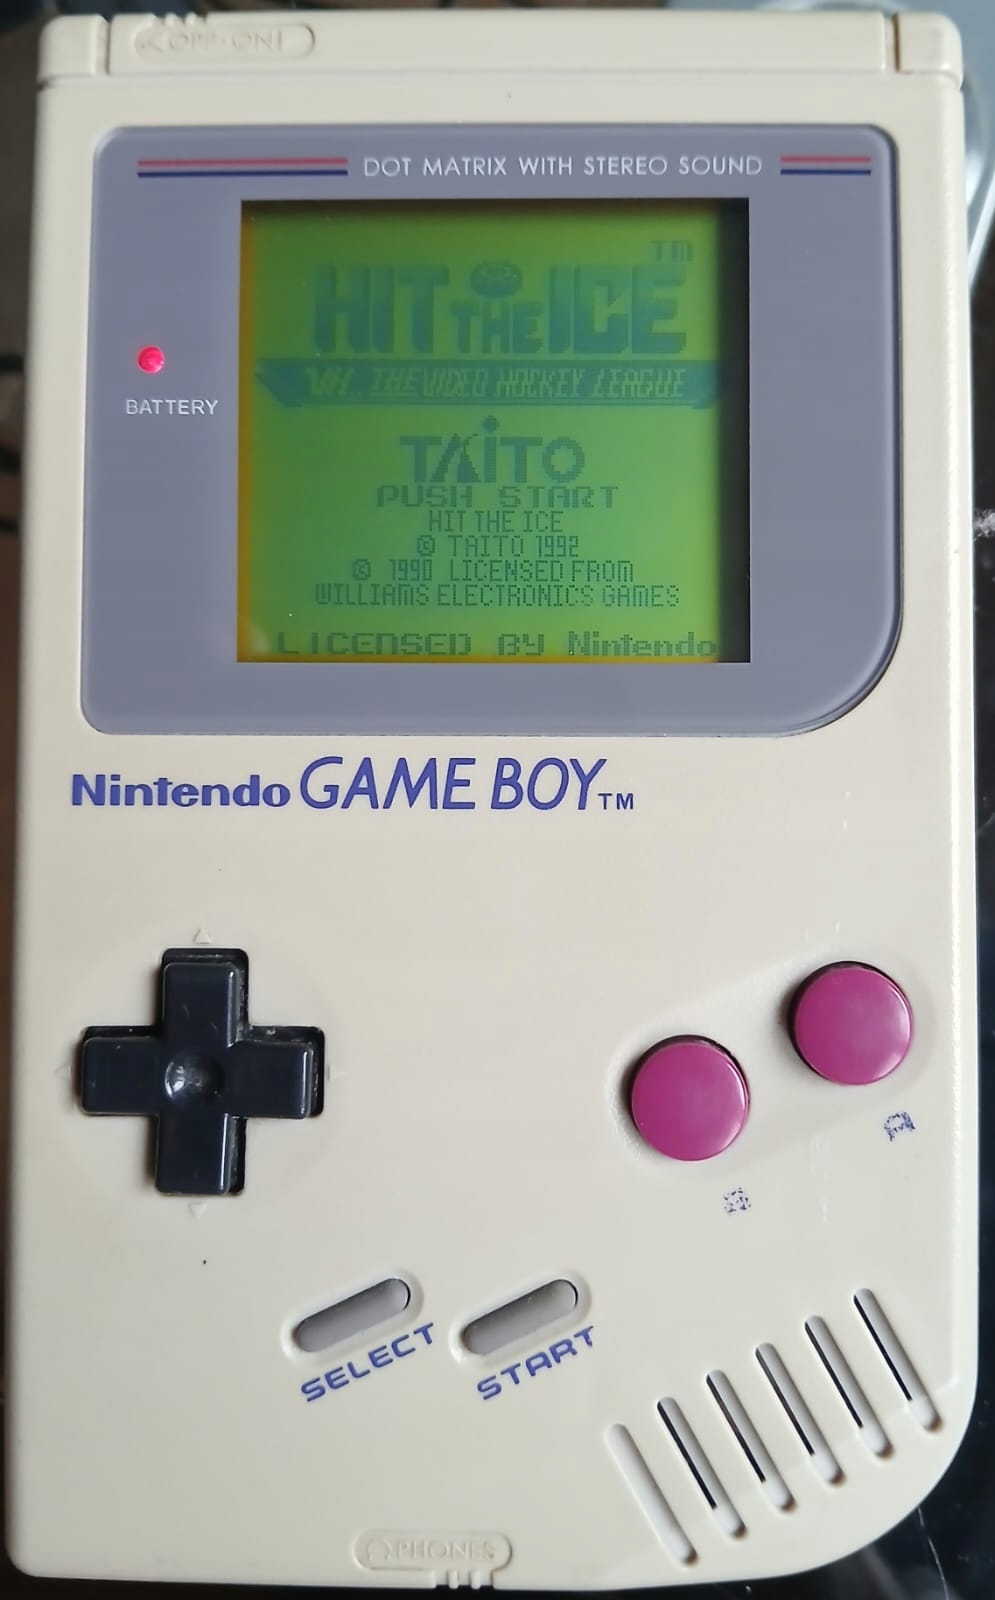 OFF•ON
DOT MATRIX WITH STEREO SOUND
HIT THE ICE TM
VHL THE VIDEO HOCKEY LEAGUE
BATTERY
TAITO
PUSH START
HIT THE ICE
© TAITO 1992
© 1990 LICENSED FROM
WILLIAMS ELECTRONICS GAMES
LICENSED BY Nintendo
Nintendo GAME BOY TM
A
B
SELECT
START
PHONES